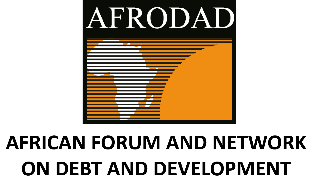 AFRODAD
AFRICAN FORUM AND NETWORK
ON DEBT AND DEVELOPMENT